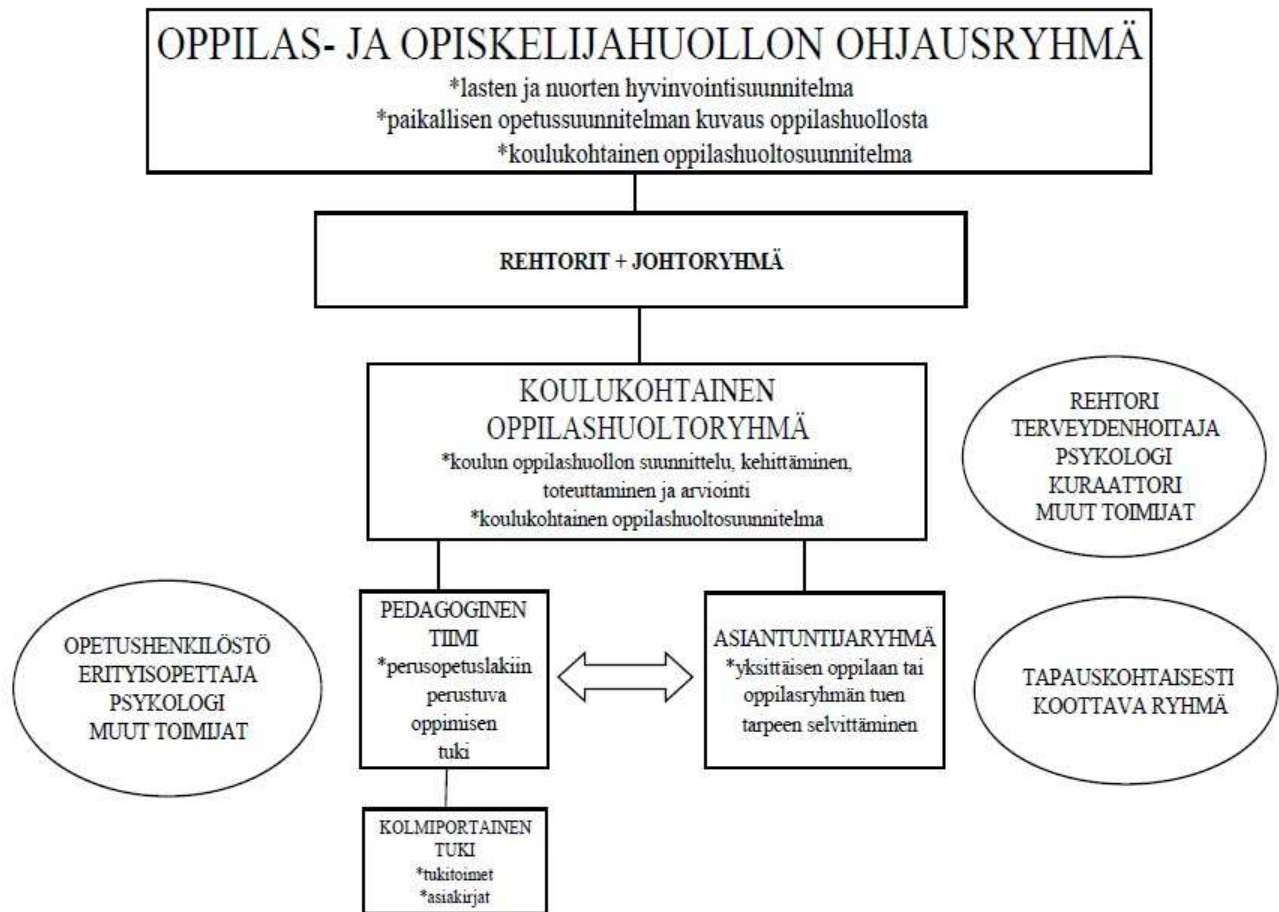 OPPILAS- JA OPISKELIJAHUOLLON OHJAUSRYHMÄ
*lasten ja nuorten hyvinvointisuunnitelma
*paikallisen opetussuunnitelman kuvaus oppilashuollosta
*koulukohtainen oppilashuoltosuunnitelma
REHTORIT + JOHTORYHMÄ
KOULUKOHTAINEN
OPPILASHUOLTORYHMÄ
*koulun oppilashuollon suunnittelu, kehittäminen,
toteuttaminen ja arviointi
*koulukohtainen oppilashuoltosuunnitelma
REHTORI
TERVEYDENHOITAJA
PSYKOLOGI
KURAATTORI
MUUT TOIMIJAT
OPETUSHENKILÖSTÖ
ERITYISOPETTAJA
PSYKOLOGI
MUUT TOIMIJAT
PEDAGOGINEN
TIIMI
*perusopetuslakiin
perustuva
oppimisen
tuki
ASIANTUNTIJARYHMÄ
*yksittäisen oppilaan tai
oppilasryhmän tuen
tarpeen selvittäminen
TAPAUSKOHTAISESTI
KOOTTAVA RYHMÄ
KOLMIPORTAINEN
TUKI
*tukitoimet
*asiakirjat